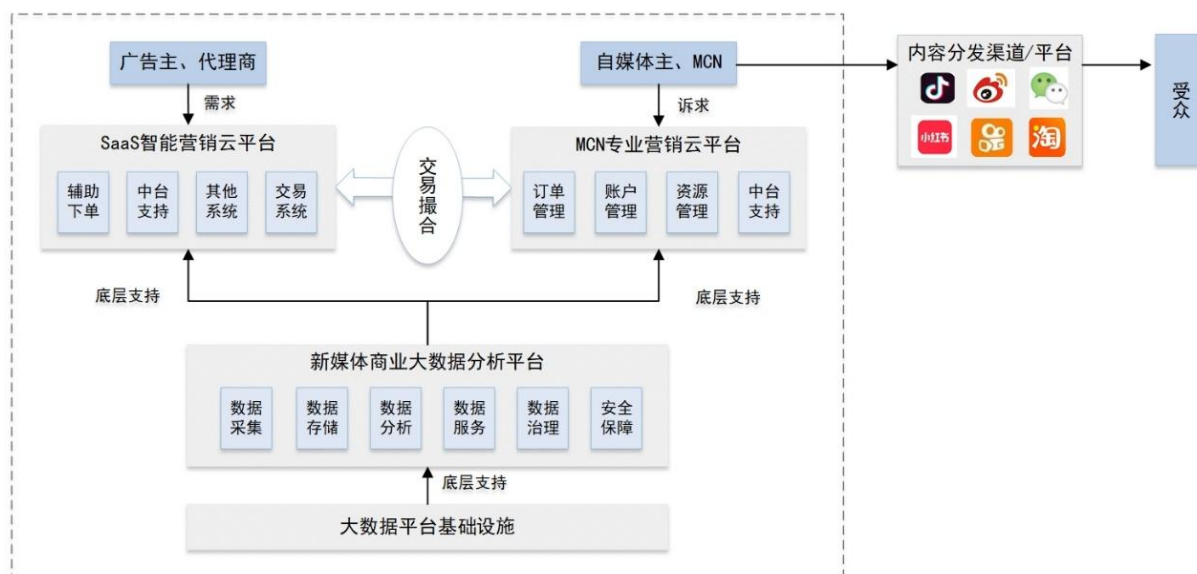 广告主、代理商
自媒体主、MCN
内容分发渠道/平台
小红书
淘
受
众
需求
诉求
SaaS智能营销云平台
辅助
下单
中台
支持
其他
系统
交易
系统
交
易
撮
合
MCN专业营销云平台
订单
管理
账户
管理
资源
管理
中台
支持
底层支持
底层支持
新媒体商业大数据分析平台
数据
采集
数据
存储
数据
分析
数据
服务
数据
治理
安全
保障
底层支持
大数据平台基础设施